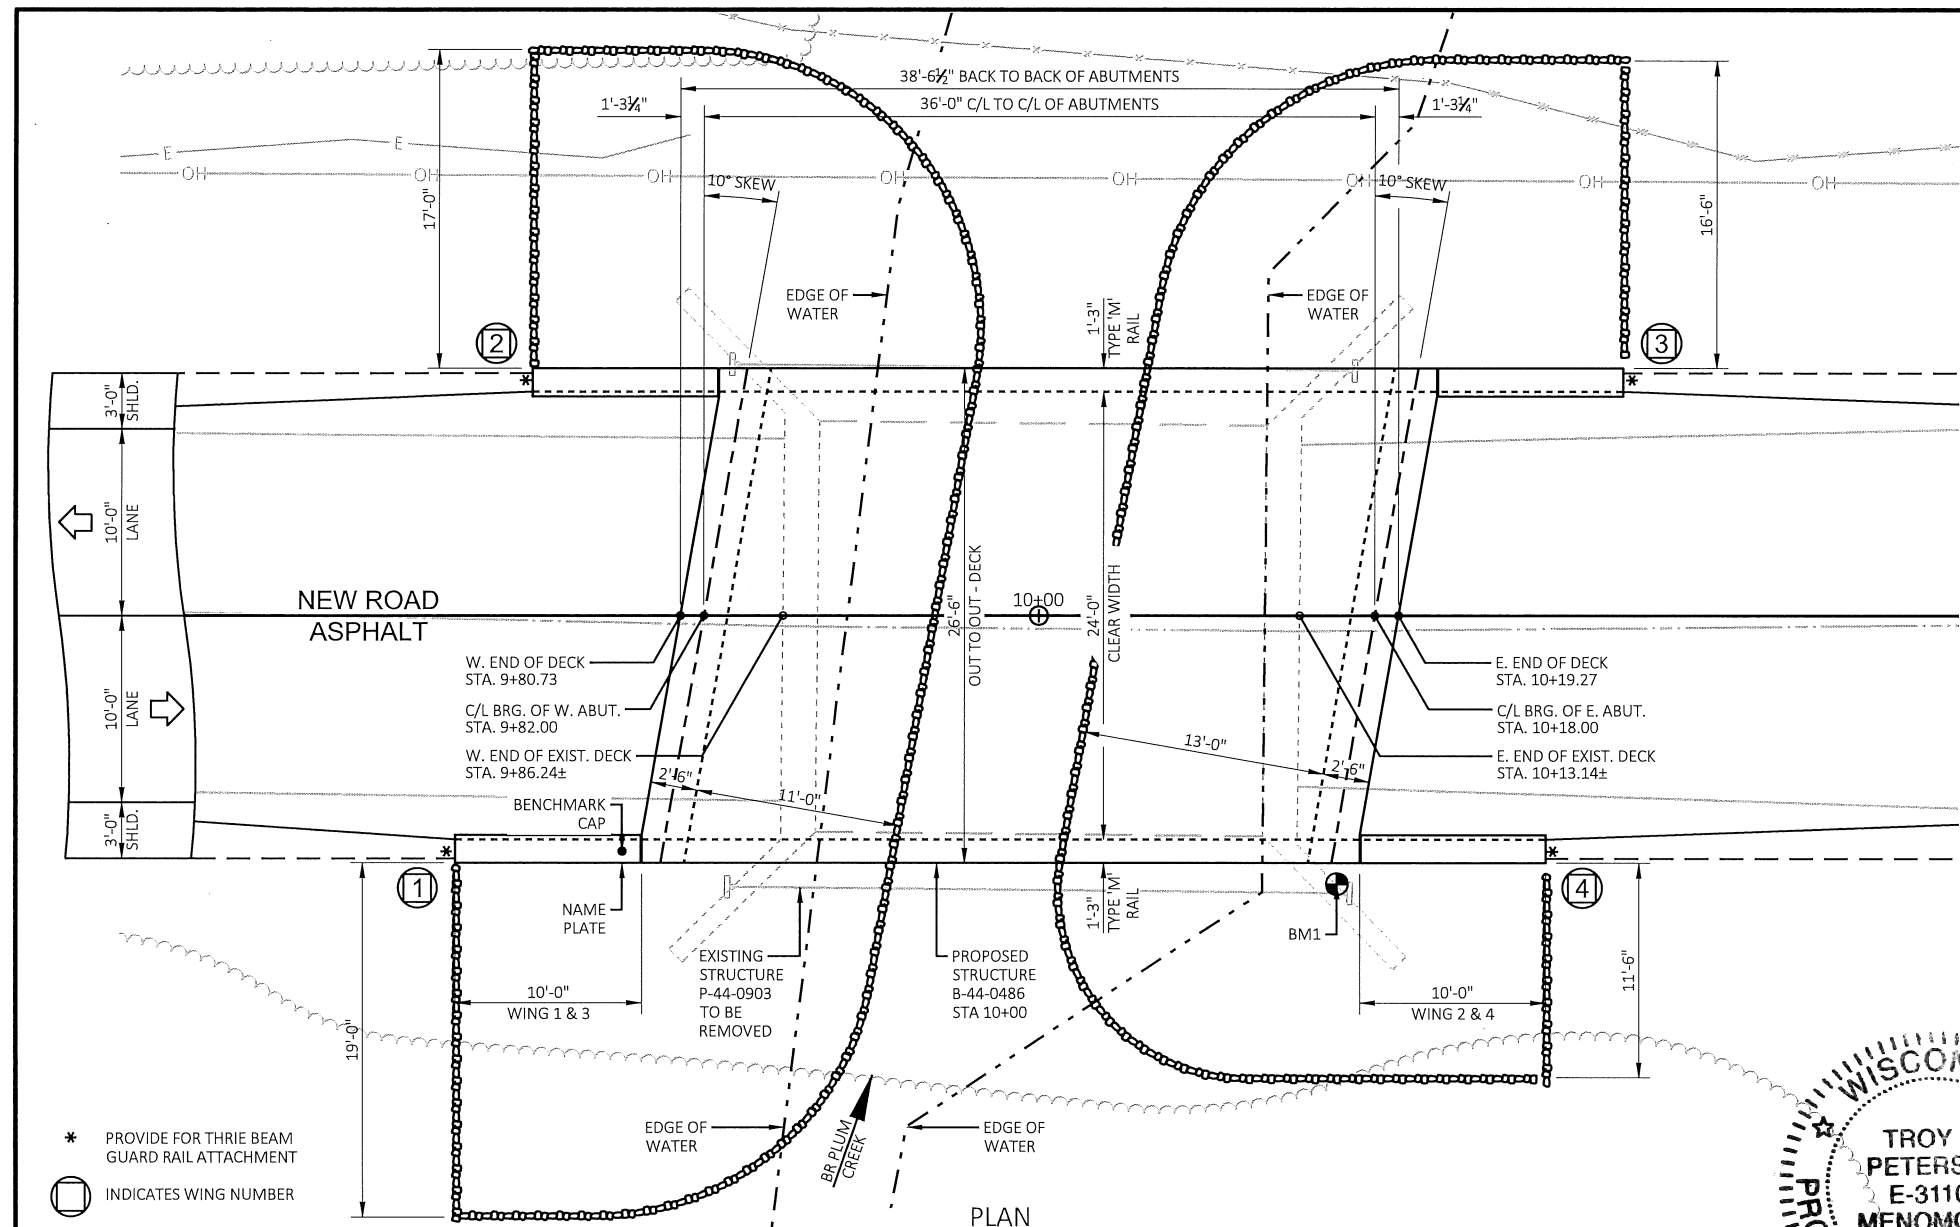 38'-6½" BACK TO BACK OF ABUTMENTS
1'-3¼"
36'-0" C/L TO C/L OF ABUTMENTS
1'-3¼"
E
E
OH
OH
OH
OH
OH
OH
OH
OH
10° SKEW
10° SKEW
17'-0"
16'-6"
EDGE OF
WATER
1'-3"
TYPE 'M'
RAIL
EDGE OF
WATER
2
3
*
*
3'-0"
SHLD.
10'-0"
LANE
NEW ROAD
ASPHALT
10+00
26'-6"
OUT TO OUT - DECK
24'-0"
CLEAR WIDTH
W. END OF DECK
STA. 9+80.73
C/L BRG. OF W. ABUT.
STA. 9+82.00
W. END OF EXIST. DECK
STA. 9+86.24±
E. END OF DECK
STA. 10+19.27
C/L BRG. OF E. ABUT.
STA. 10+18.00
E. END OF EXIST. DECK
STA. 10+13.14±
10'-0"
LANE
13'-0"
2'-6"
2'-6"
11'-0"
BENCHMARK
CAP
3'-0"
SHLD.
*
*
1
4
NAME
PLATE
1'-3"
TYPE 'M'
RAIL
BM1
EXISTING
STRUCTURE
P-44-0903
TO BE
REMOVED
PROPOSED
STRUCTURE
B-44-0486
STA 10+00
10'-0"
WING 1 & 3
10'-0"
WING 2 & 4
11'-6"
19'-0"
EDGE OF
WATER
BR PLUM
CREEK
EDGE OF
WATER
* PROVIDE FOR THRIE BEAM
GUARD RAIL ATTACHMENT
INDICATES WING NUMBER
PLAN
WISCON
TROY
PETERS
E-3110
MENOMO
PRO